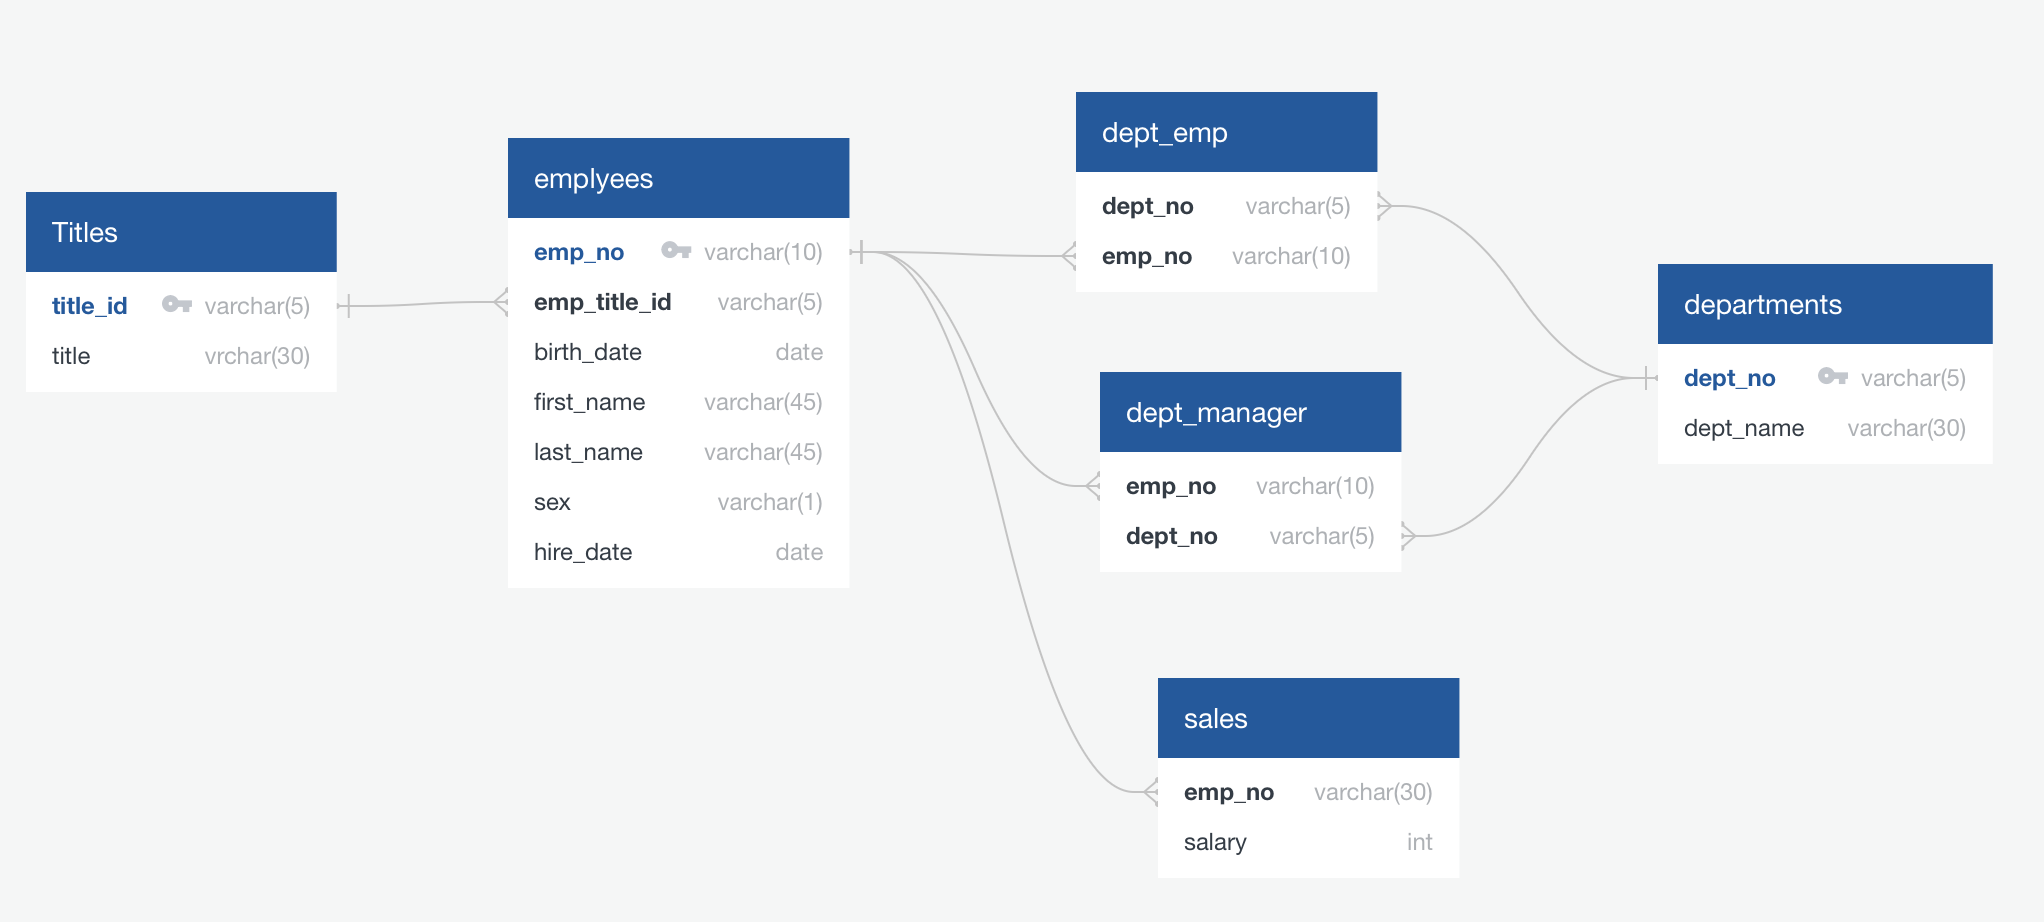 Titles
title_id varchar(5)
title vrchar(30)
emplyees
emp_no varchar(10)
emp_title_id varchar(5)
birth_date date
first_name varchar(45)
last_name varchar(45)
sex varchar(1)
hire_date date
dept_emp
dept_no varchar(5)
emp_no varchar(10)
dept_manager
emp_no varchar(10)
dept_no varchar(5)
sales
emp_no varchar(30)
salary int
departments
dept_no varchar(5)
dept_name varchar(30)